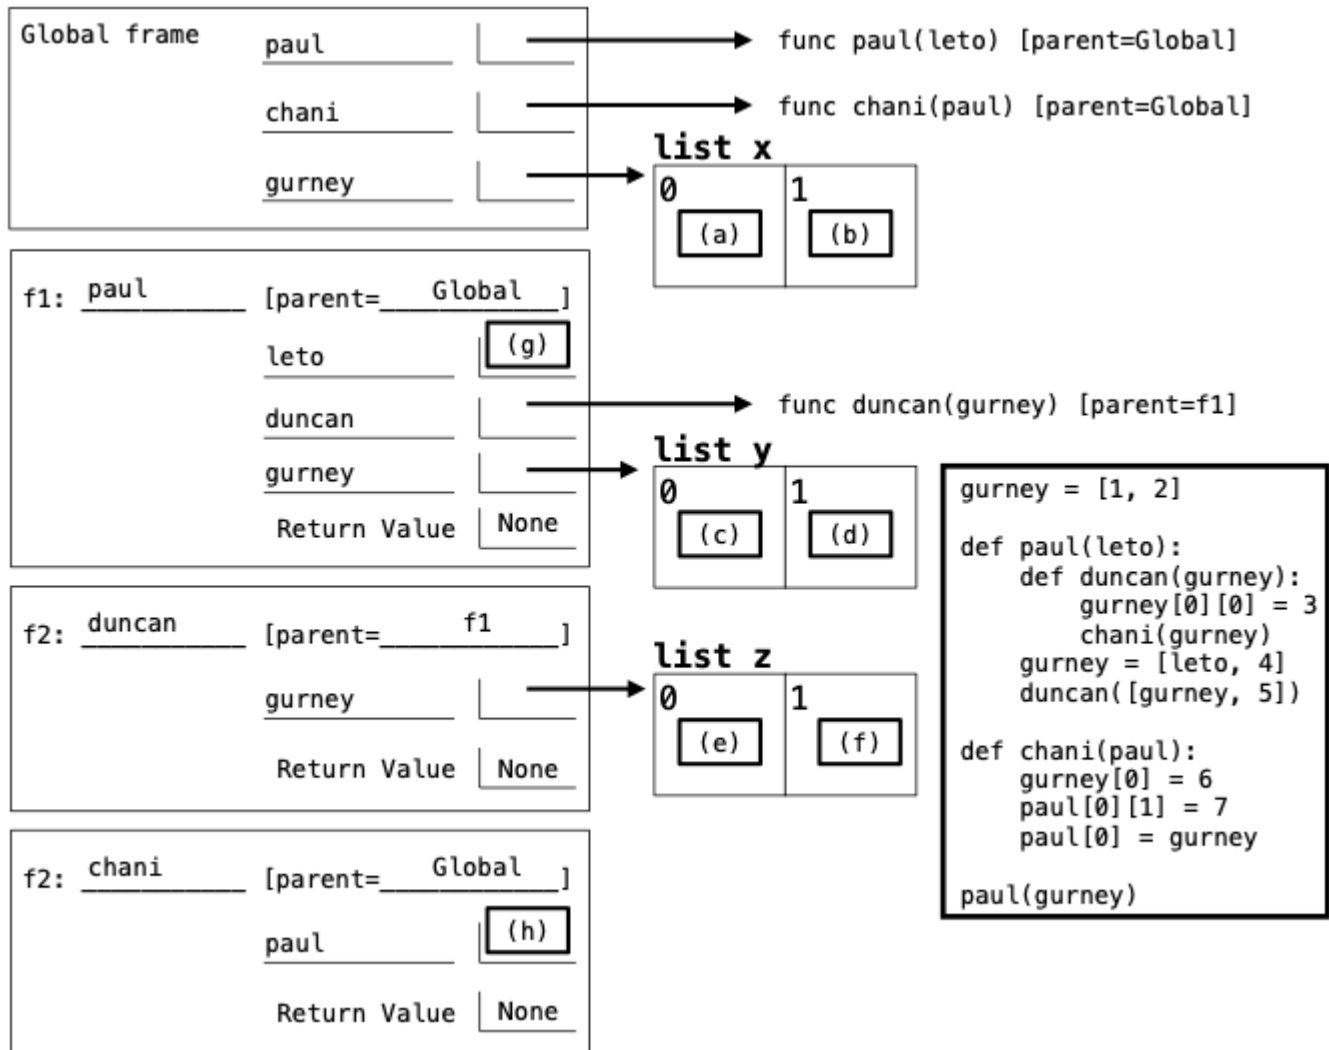 Global frame
paul
func paul(leto) [parent=Global]
chani
func chani(paul) [parent=Global]
gurney
list x
0 1
(a) (b)
f1: paul [parent=Global]
leto (g)
duncan
func duncan(gurney) [parent=f1]
gurney
list y
0 1
(c) (d)
Return Value None
f2: duncan [parent=f1]
gurney
list z
0 1
(e) (f)
Return Value None
f2: chani [parent=Global]
paul (h)
Return Value None
gurney = [1, 2]
def paul(leto):
    def duncan(gurney):
        gurney[0][0] = 3
        chani(gurney)
    gurney = [leto, 4]
    duncan([gurney, 5])
def chani(paul):
    gurney[0] = 6
    paul[0][1] = 7
    paul[0] = gurney
paul(gurney)